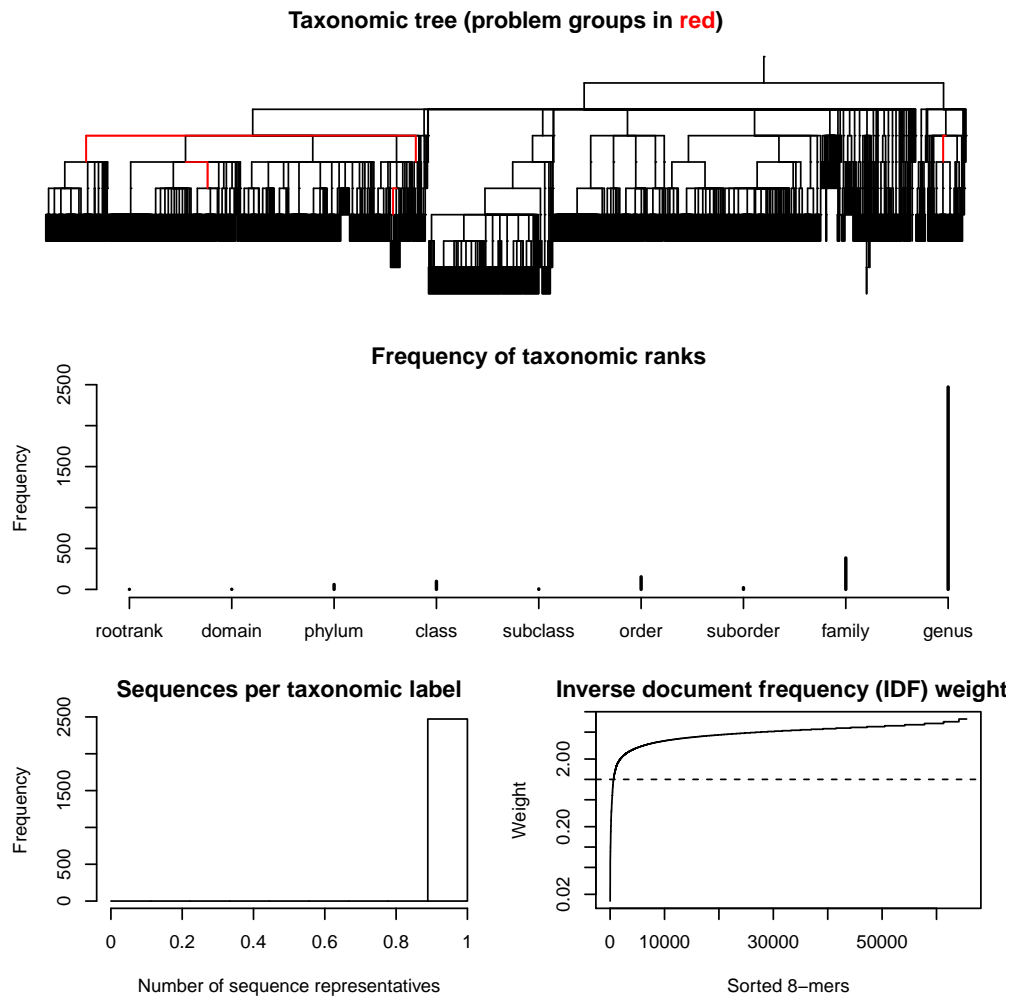 Taxonomic tree (problem groups in red)
Frequency of taxonomic ranks
Frequency
0
500
1500
2500
rootrank domain phylum class subclass order suborder family genus
Sequences per taxonomic label
Frequency
0
500
1500
2500
0 0.2 0.4 0.6 0.8 1
Number of sequence representatives
Inverse document frequency (IDF) weight
Weight
0.02
0.20
2.00
0 10000 30000 50000
Sorted 8−mers